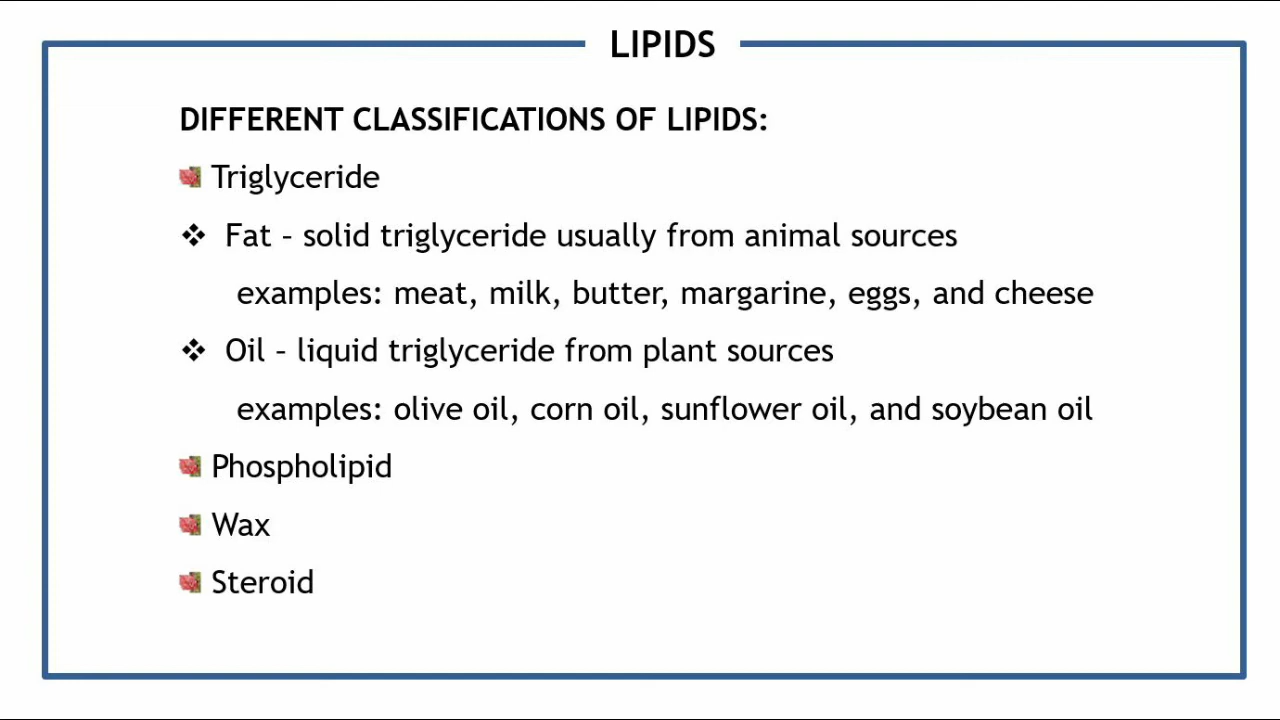 LIPIDS
DIFFERENT CLASSIFICATIONS OF LIPIDS:
Triglyceride
❖ Fat – solid triglyceride usually from animal sources
examples: meat, milk, butter, margarine, eggs, and cheese
❖ Oil – liquid triglyceride from plant sources
examples: olive oil, corn oil, sunflower oil, and soybean oil
Phospholipid
Wax
Steroid